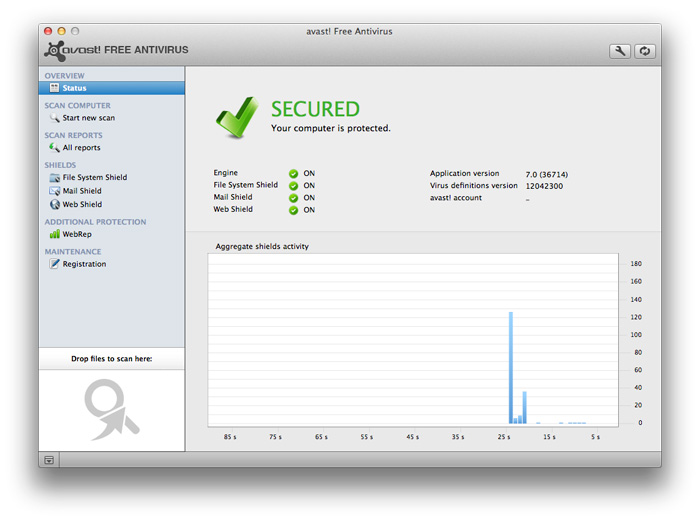 avast! Free Antivirus
avast! FREE ANTIVIRUS
OVERVIEW
Status
SCAN COMPUTER
Start new scan
SCAN REPORTS
All reports
SHIELDS
File System Shield
Mail Shield
Web Shield
ADDITIONAL PROTECTION
WebRep
MAINTENANCE
Registration
Drop files to scan here:
SECURED
Your computer is protected.
Engine ON
File System Shield ON
Mail Shield ON
Web Shield ON
Application version 7.0 (36714)
Virus definitions version 12042300
avast! account –
Aggregate shields activity
180
160
140
120
100
80
60
40
20
0
85 s 75 s 65 s 55 s 45 s 35 s 25 s 15 s 5 s